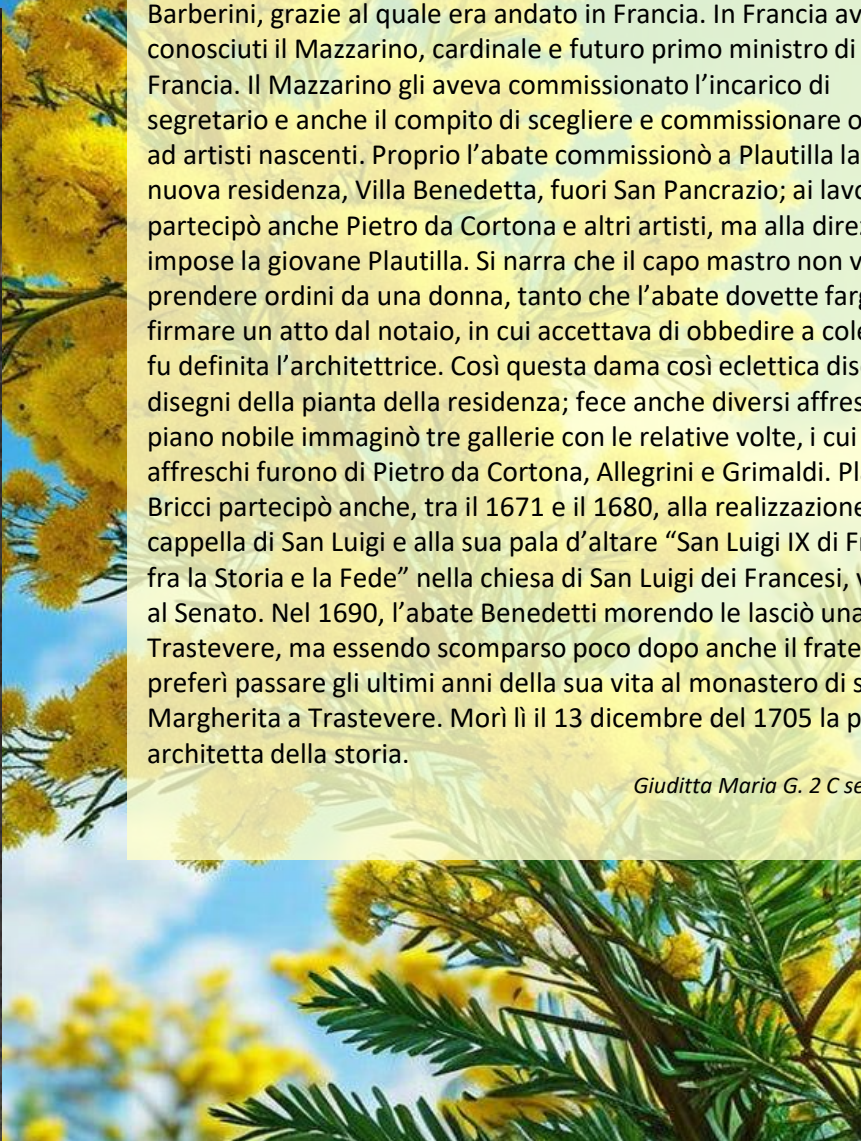 Barberini, grazie al quale era andato in Francia. In Francia av
conosciuti il Mazzarino, cardinale e futuro primo ministro di
Francia. Il Mazzarino gli aveva commissionato l’incarico di
segretario e anche il compito di scegliere e commissionare o
ad artisti nascenti. Proprio l’abate commissionò a Plautilla la
nuova residenza, Villa Benedetta, fuori San Pancrazio; ai lavo
partecipò anche Pietro da Cortona e altri artisti, ma alla dire
impose la giovane Plautilla. Si narra che il capo mastro non v
prendere ordini da una donna, tanto che l’abate dovette farg
firmare un atto dal notaio, in cui accettava di obbedire a cole
fu definita l’architettrice. Così questa dama così eclettica dis
disegni della pianta della residenza; fece anche diversi affres
piano nobile immaginò tre gallerie con le relative volte, i cui
affreschi furono di Pietro da Cortona, Allegrini e Grimaldi. Pl
Bricci partecipò anche, tra il 1671 e il 1680, alla realizzazione
cappella di San Luigi e alla sua pala d’altare “San Luigi IX di F
fra la Storia e la Fede” nella chiesa di San Luigi dei Francesi, v
al Senato. Nel 1690, l’abate Benedetti morendo le lasciò una
Trastevere, ma essendo scomparso poco dopo anche il frate
preferì passare gli ultimi anni della sua vita al monastero di s
Margherita a Trastevere. Morì lì il 13 dicembre del 1705 la p
architetta della storia.
Giuditta Maria G. 2 C se